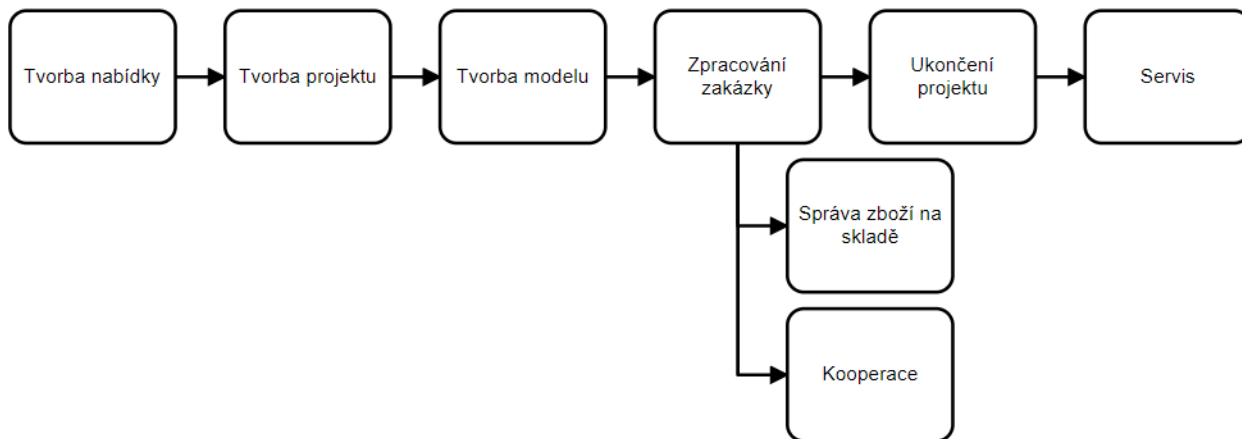 Tvorba nabídky
Tvorba projektu
Tvorba modelu
Zpracování
zakázky
Ukončení
projektu
Servis
Správa zboží na
skladě
Kooperace